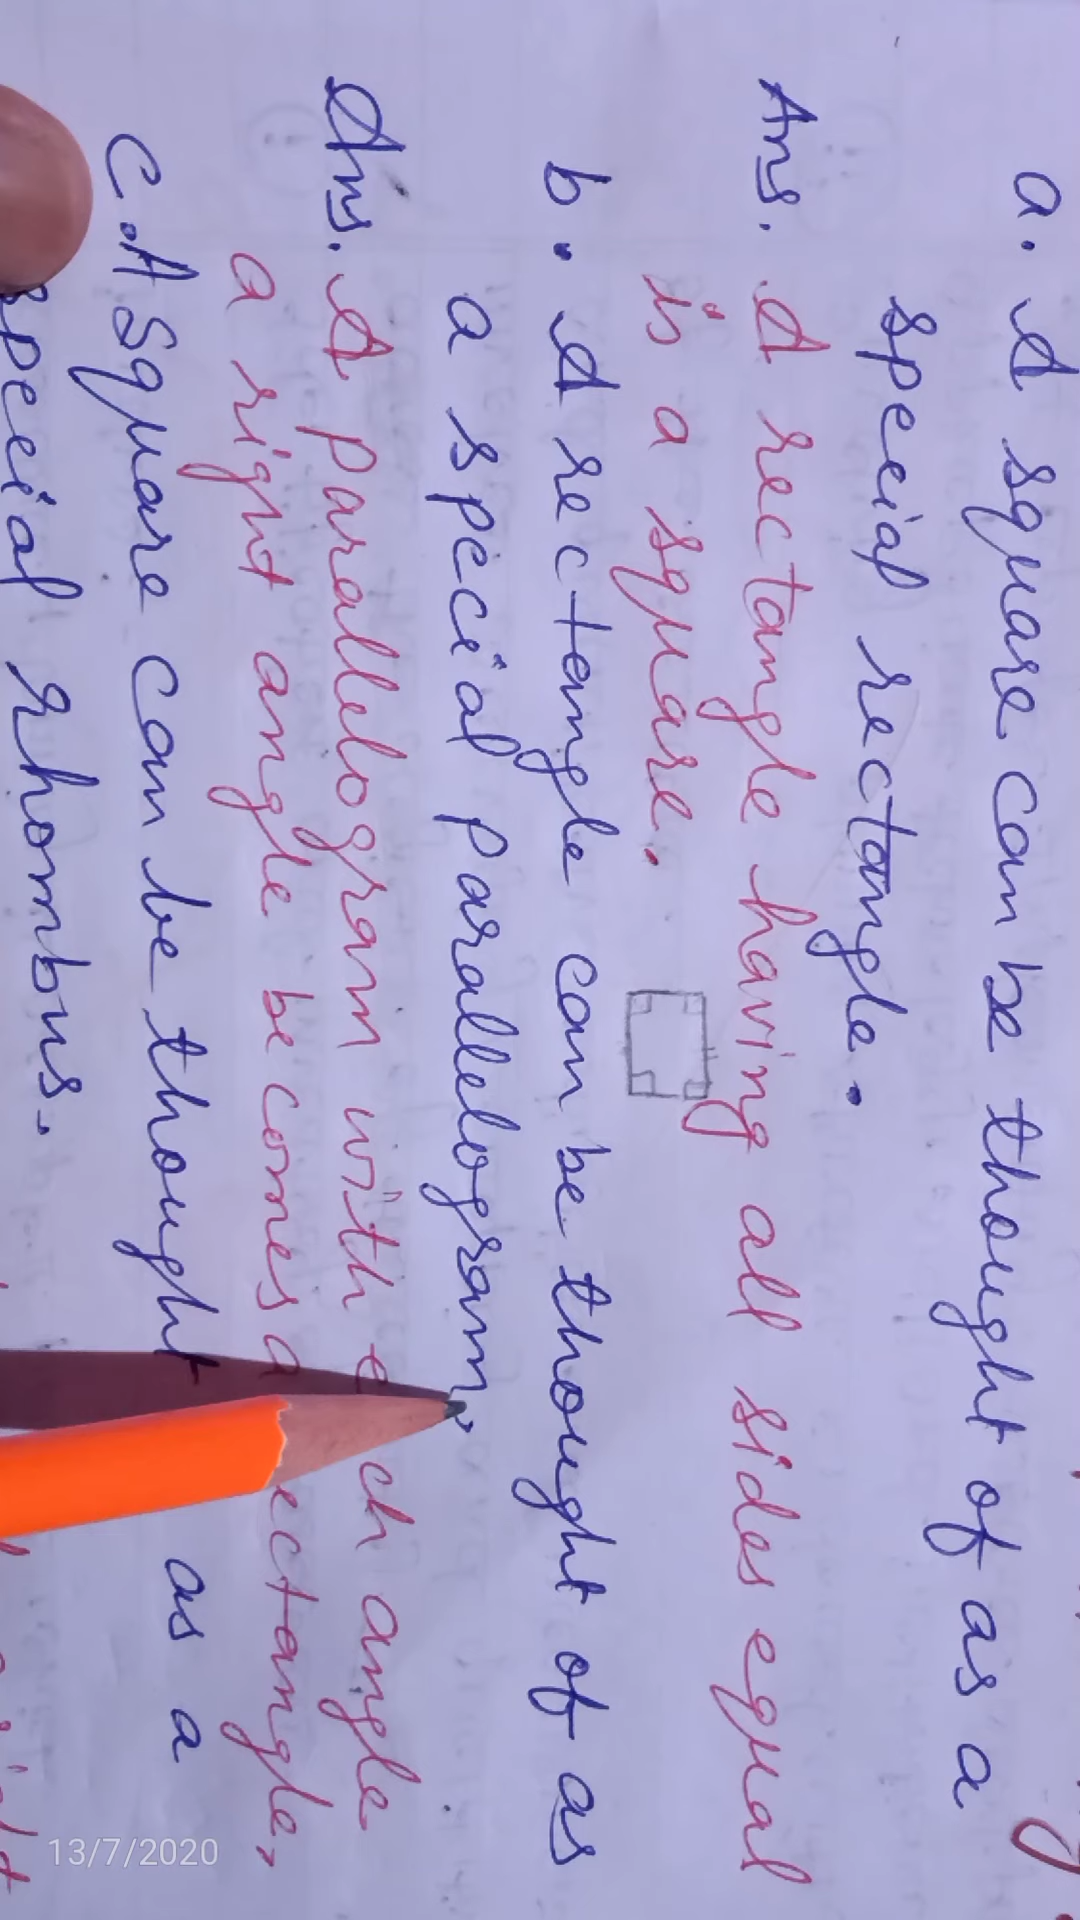 a. A square can be thought of as a
special rectangle.
Ans. A rectangle having all sides equal
is a square.
b. A rectangle can be thought of as
a special parallelogram.
Ans. A parallelogram with each angle
a right angle becomes a rectangle.
C. A Square can be thought as a
special rhombus.
13/7/2020